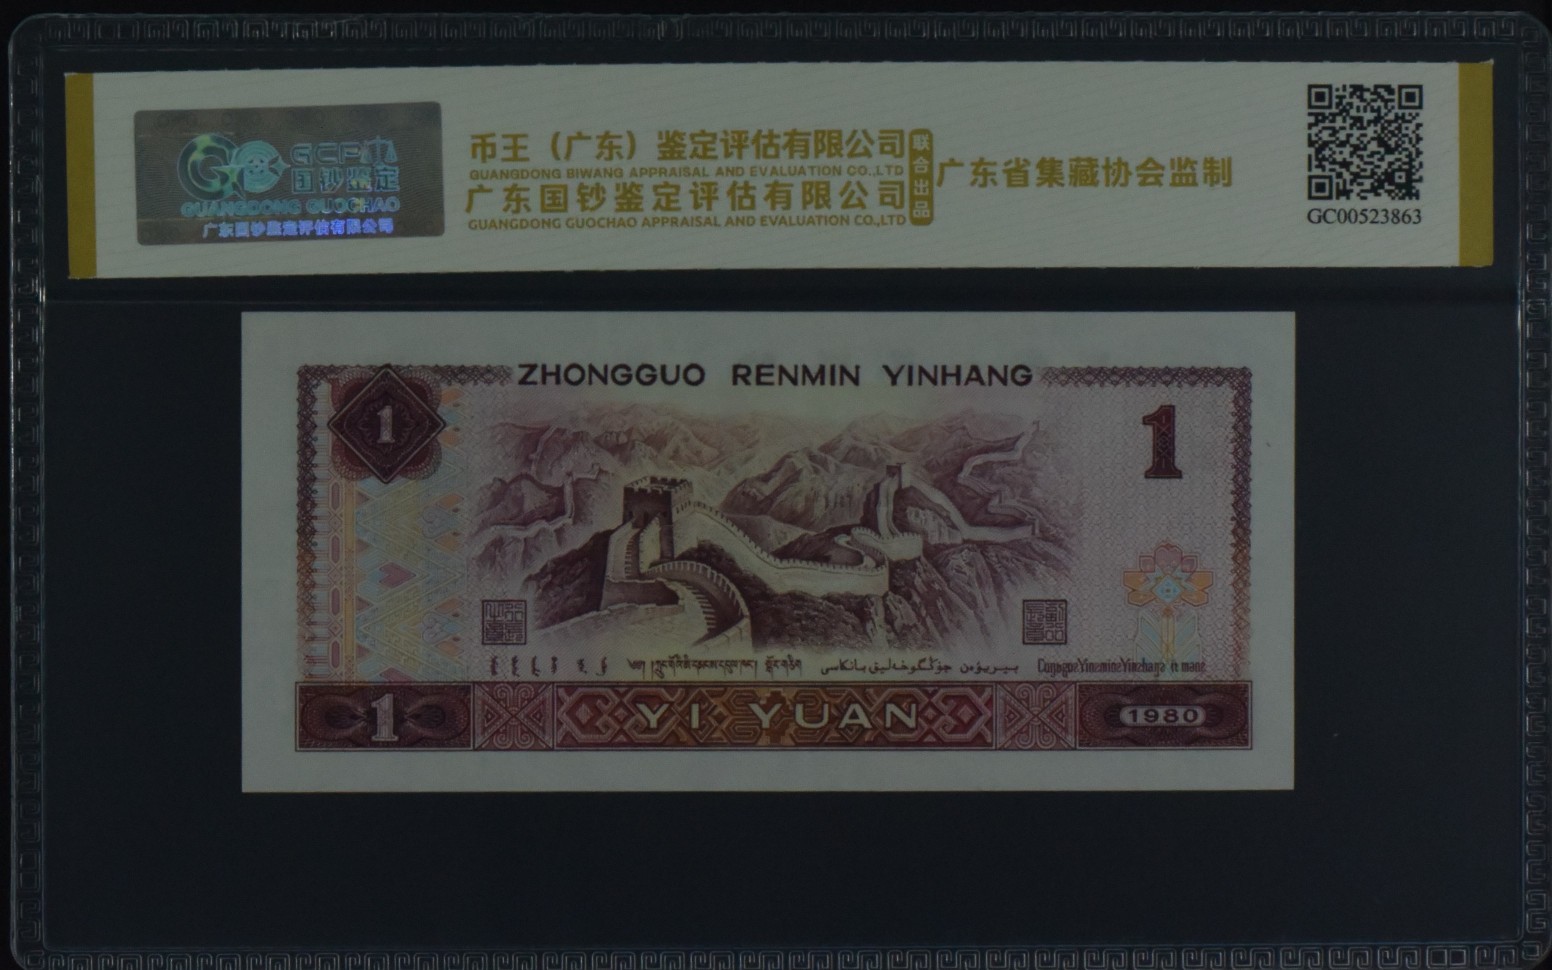 GCP
国钞鉴定
GUANGDONG GUOCHAO
广东国钞鉴定评估有限公司
币王（广东）鉴定评估有限公司
GUANGDONG BIWANG APPRAISAL AND EVALUATION CO.,LTD
广东国钞鉴定评估有限公司
GUANGDONG GUOCHAO APPRAISAL AND EVALUATION CO.,LTD
联合出品
广东省集藏协会监制
GC00523863
ZHONGGUO RENMIN YINHANG
1
1
1
YI YUAN
1980